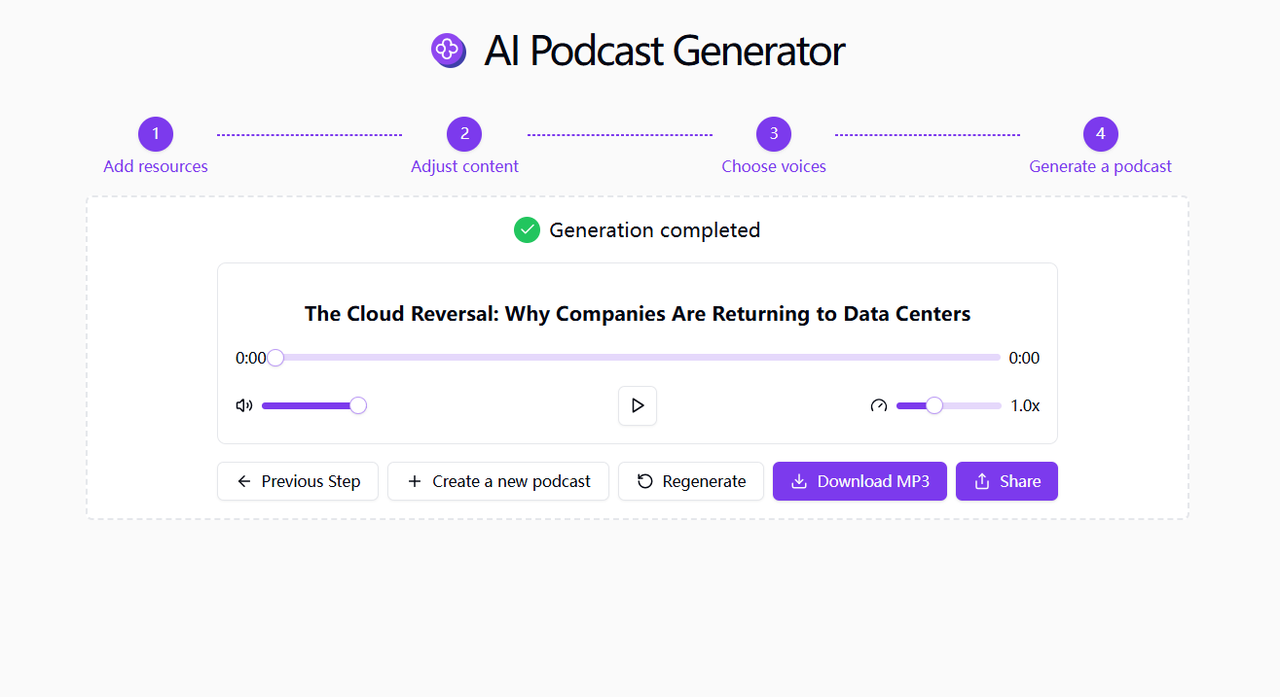 AI Podcast Generator
1 2 3 4
Add resources Adjust content Choose voices Generate a podcast
Generation completed
The Cloud Reversal: Why Companies Are Returning to Data Centers
0:00 0:00
1.0x
Previous Step Create a new podcast Regenerate Download MP3 Share